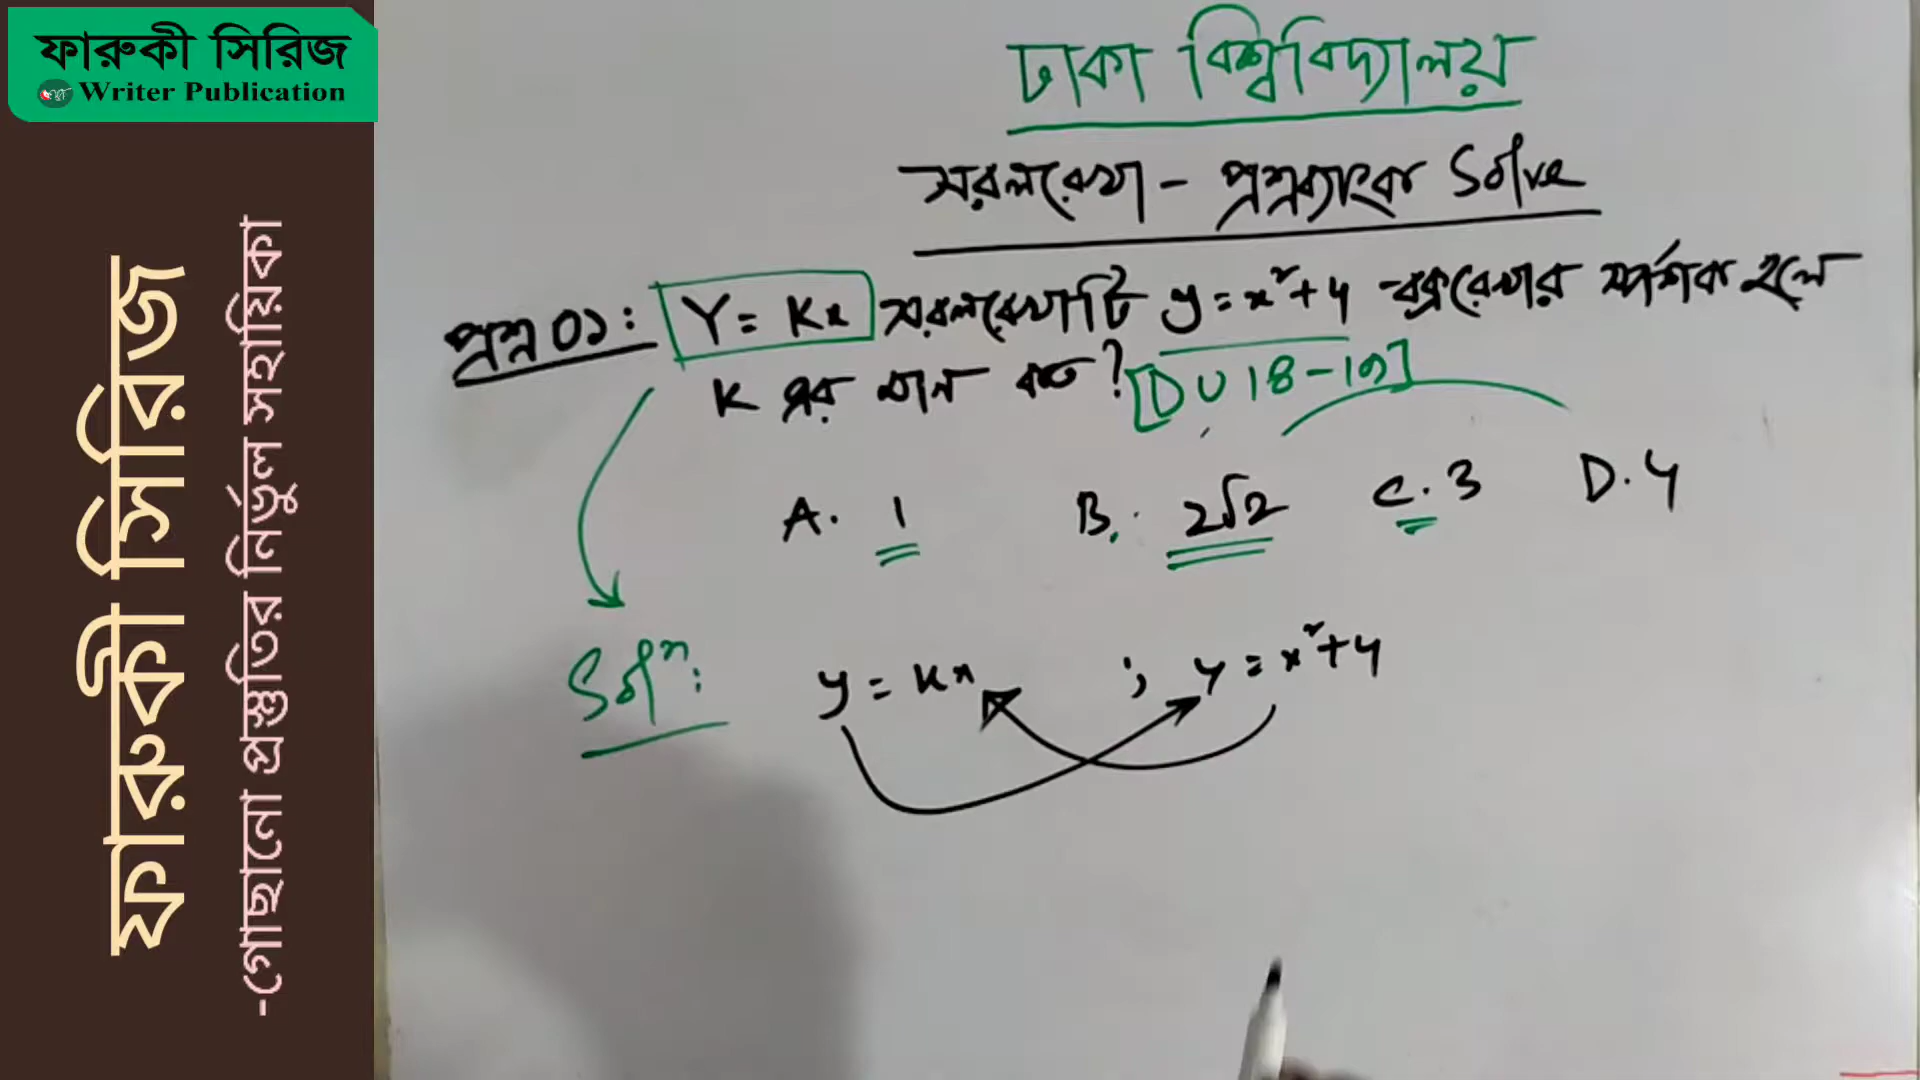 ফারুকী সিরিজ
Writer Publication
ফারুকী সিরিজ
-গোছানো প্রস্তুতির নির্ভুল সহায়িকা
ঢাকা বিশ্ববিদ্যালয়
সরলরেখা - প্রশ্নব্যাংক Solve
প্রশ্ন ০১: Y = Kx সরলরেখাটি y = x² + 4 -বক্ররেখার স্পর্শক হলে
K এর মান কত? [DU 18-19]
A. 1 B. 2√2 C. 3 D. 4
Solⁿ: y = Kx ; y = x² + 4